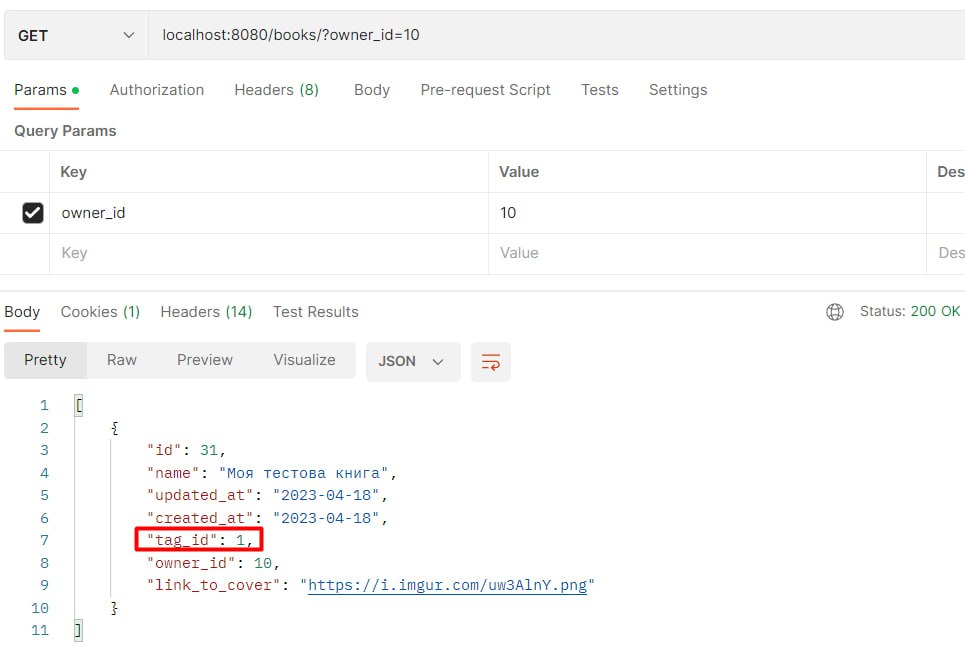 GET localhost:8080/books/?owner_id=10
Params Authorization Headers (8) Body Pre-request Script Tests Settings
Query Params
Key Value Des
owner_id 10
Key Value Des
Body Cookies (1) Headers (14) Test Results Status: 200 OK
Pretty Raw Preview Visualize JSON
1 [
2 {
3 "id": 31,
4 "name": "Моя тестова книга",
5 "updated_at": "2023-04-18",
6 "created_at": "2023-04-18",
7 "tag_id": 1,
8 "owner_id": 10,
9 "link_to_cover": "https://i.imgur.com/uw3AlnY.png"
10 }
11 ]